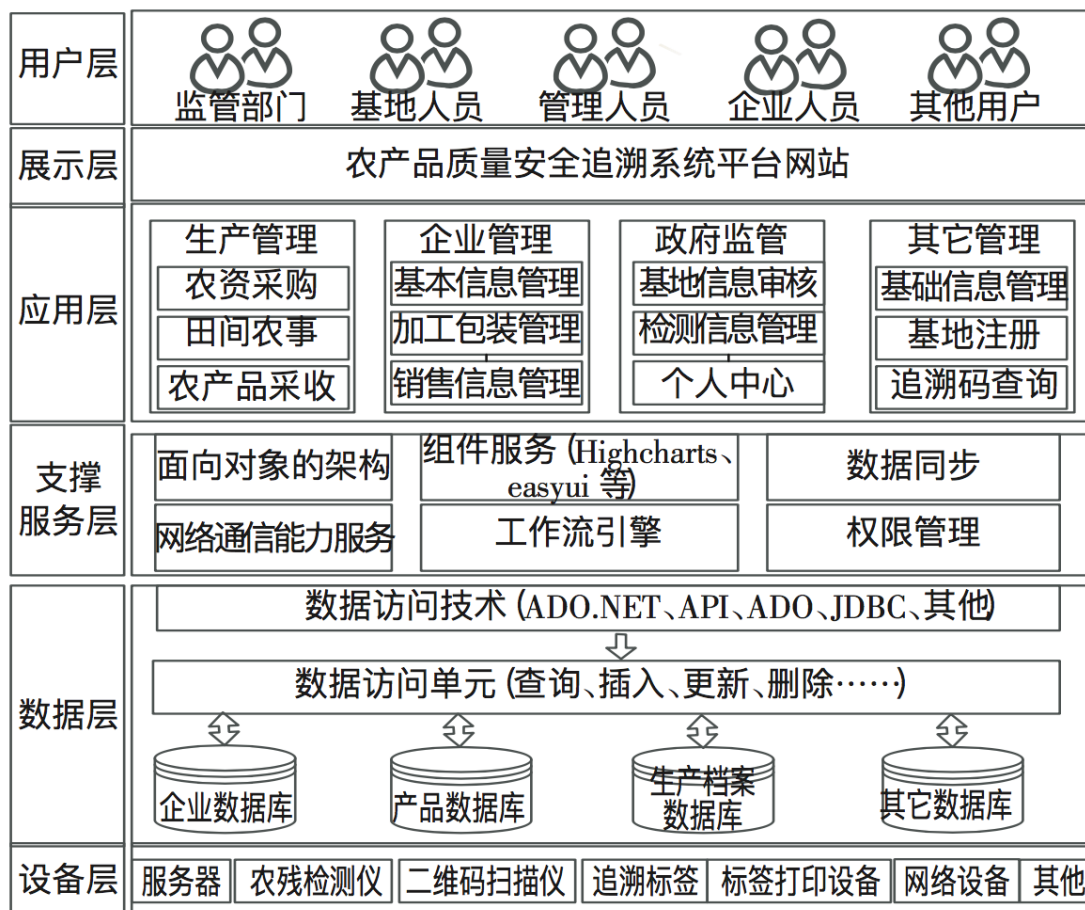 用户层
监管部门
基地人员
管理人员
企业人员
其他用户
展示层
农产品质量安全追溯系统平台网站
应用层
生产管理
农资采购
田间农事
农产品采收
企业管理
基本信息管理
加工包装管理
销售信息管理
政府监管
基地信息审核
检测信息管理
个人中心
其它管理
基础信息管理
基地注册
追溯码查询
支撑
服务层
面向对象的架构
组件服务(Highcharts、
easyui 等)
数据同步
网络通信能力服务
工作流引擎
权限管理
数据层
数据访问技术(ADO.NET、API、ADO、JDBC、其他)
数据访问单元(查询、插入、更新、删除……)
企业数据库
产品数据库
生产档案
数据库
其它数据库
设备层
服务器
农残检测仪
二维码扫描仪
追溯标签
标签打印设备
网络设备
其他